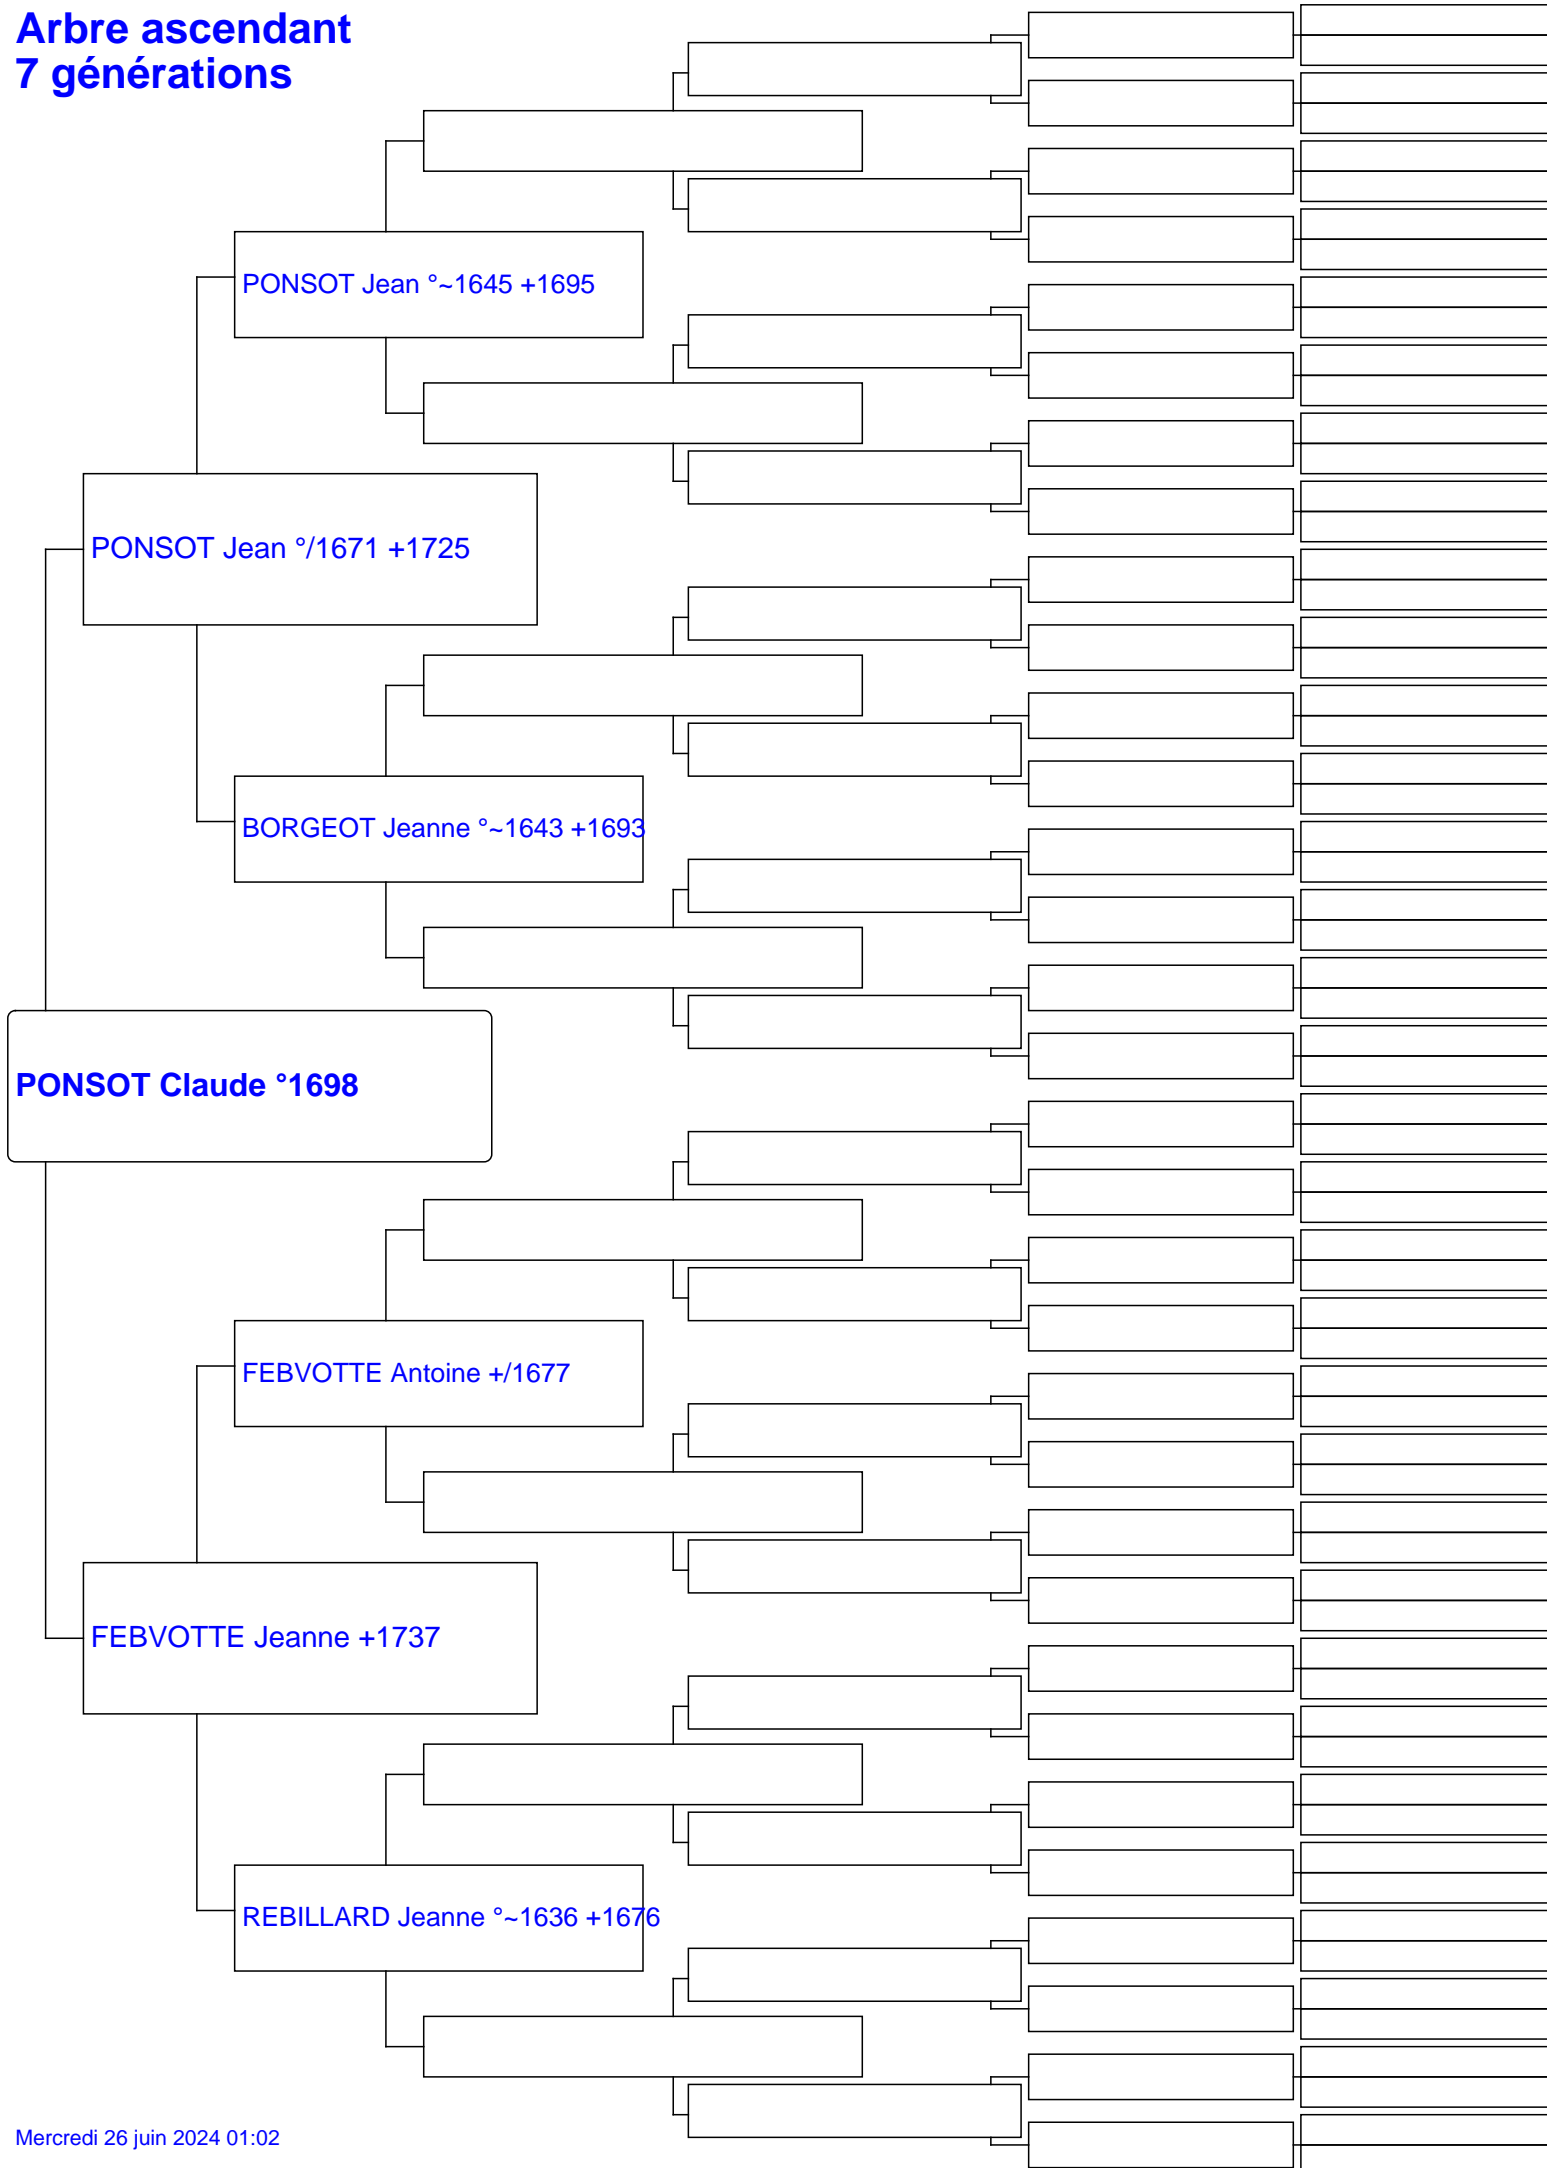 Arbre ascendant
7 générations
PONSOT Jean °~1645 +1695
PONSOT Jean °/1671 +1725
BORGEOT Jeanne °~1643 +1693
PONSOT Claude °1698
FEBVOTTE Antoine +/1677
FEBVOTTE Jeanne +1737
REBILLARD Jeanne °~1636 +1676
Mercredi 26 juin 2024 01:02